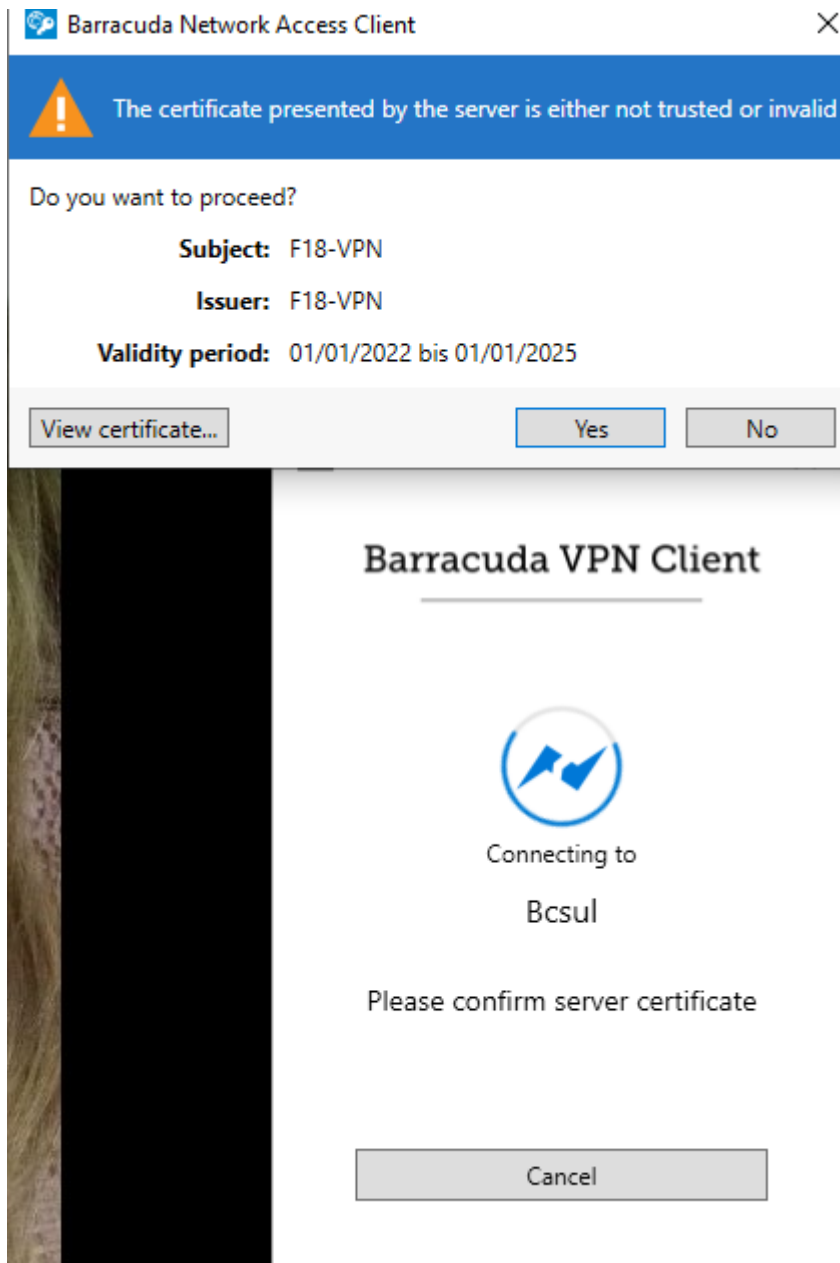 Barracuda Network Access Client
The certificate presented by the server is either not trusted or invalid
Do you want to proceed?
Subject: F18-VPN
Issuer: F18-VPN
Validity period: 01/01/2022 bis 01/01/2025
View certificate... Yes No
Barracuda VPN Client
Connecting to
Bcsul
Please confirm server certificate
Cancel